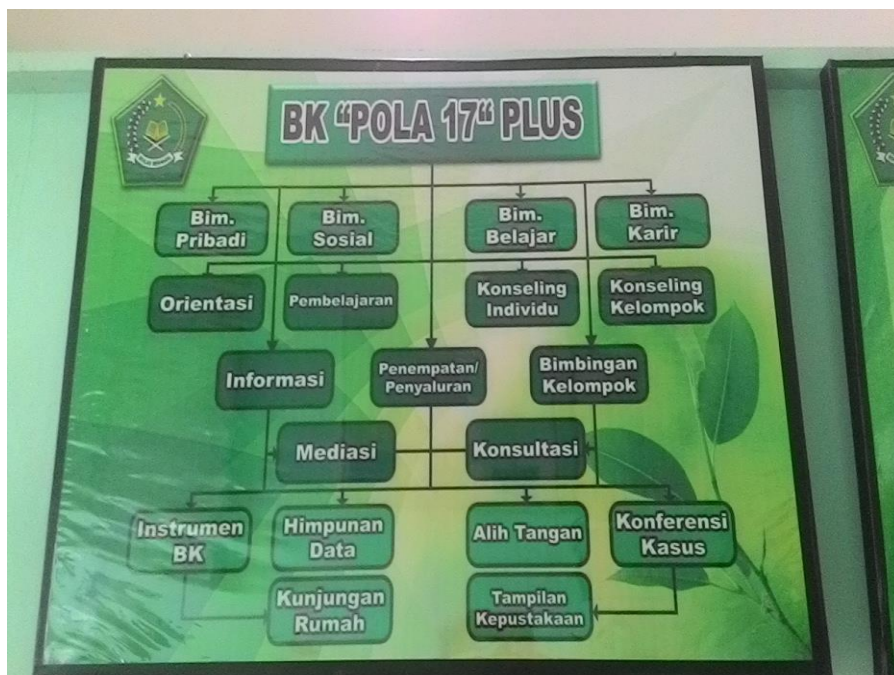 BK “POLA 17“ PLUS
Bim.
Pribadi
Bim.
Sosial
Bim.
Belajar
Bim.
Karir
Orientasi
Pembelajaran
Konseling
Individu
Konseling
Kelompok
Informasi
Penempatan/
Penyaluran
Bimbingan
Kelompok
Mediasi
Konsultasi
Instrumen
BK
Himpunan
Data
Alih Tangan
Konferensi
Kasus
Kunjungan
Rumah
Tampilan
Kepustakaan